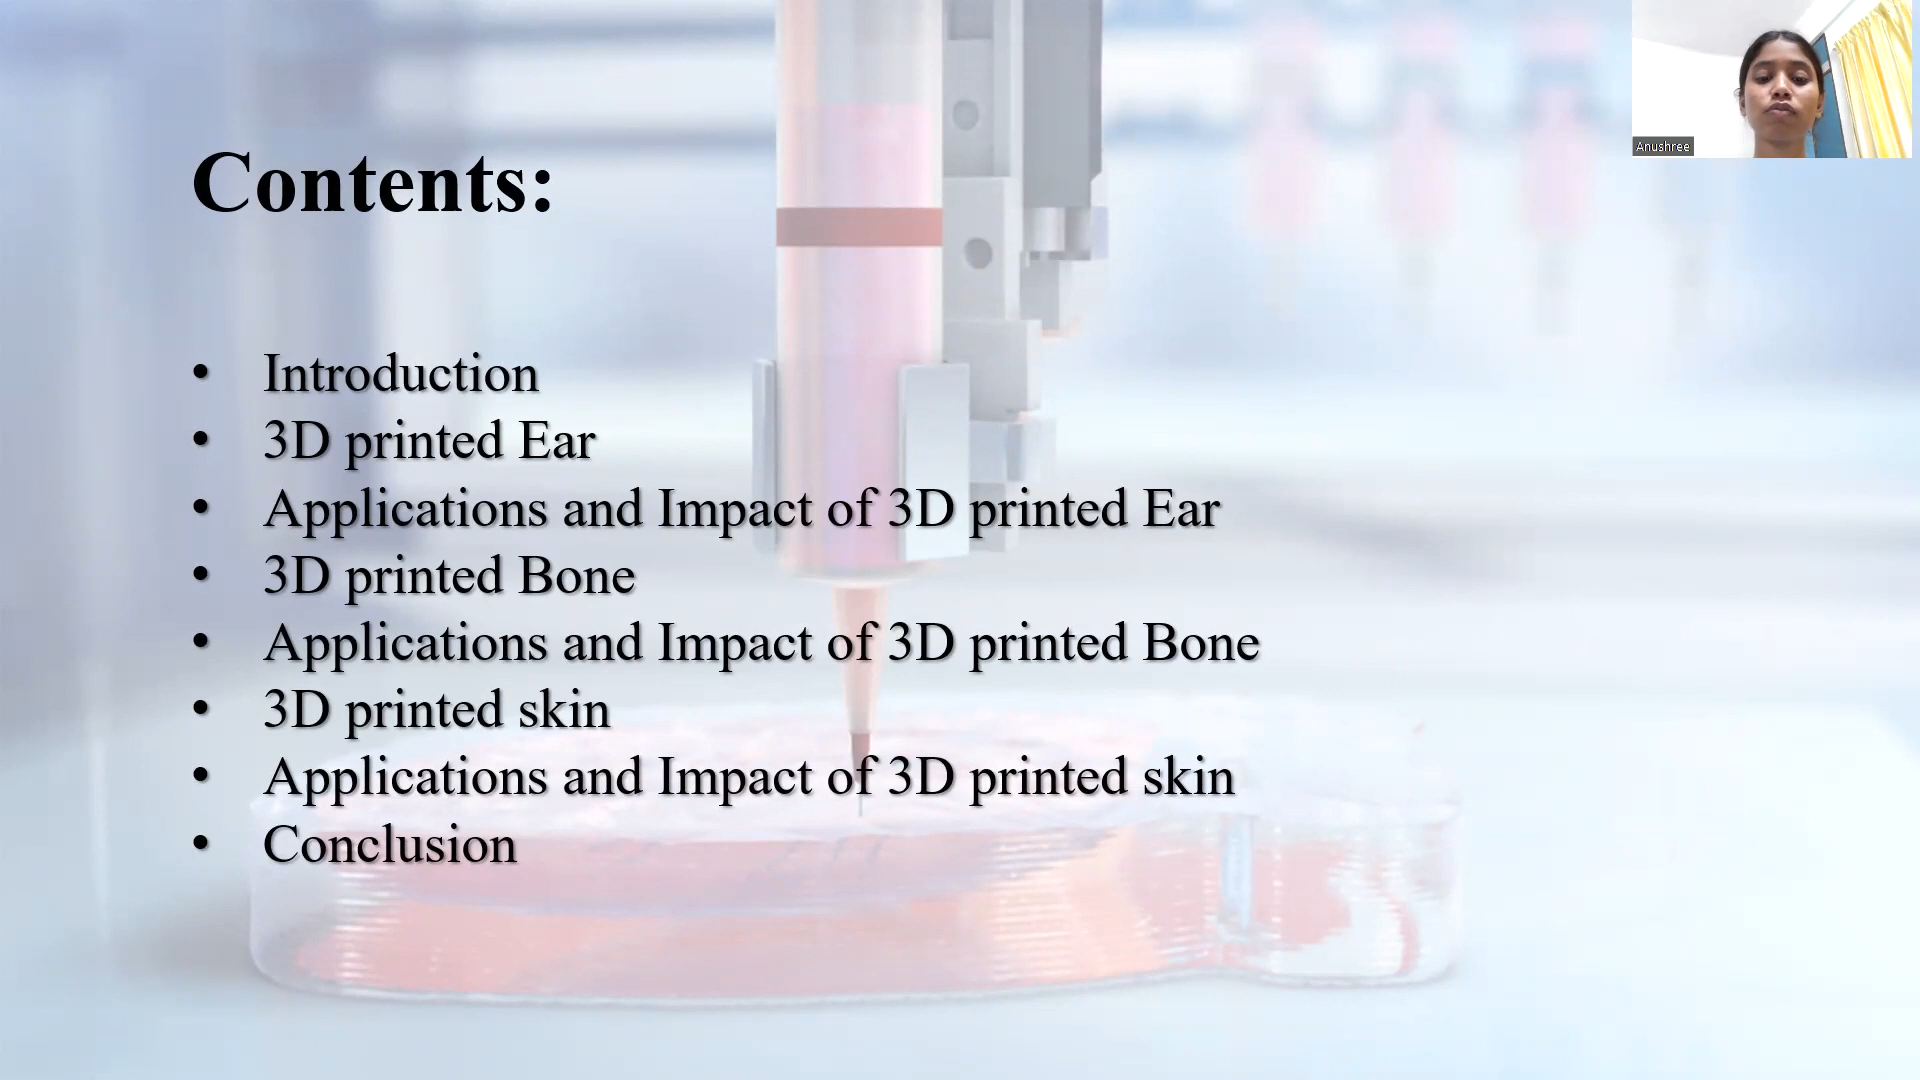 Anushree
Contents:
• Introduction
• 3D printed Ear
• Applications and Impact of 3D printed Ear
• 3D printed Bone
• Applications and Impact of 3D printed Bone
• 3D printed skin
• Applications and Impact of 3D printed skin
• Conclusion